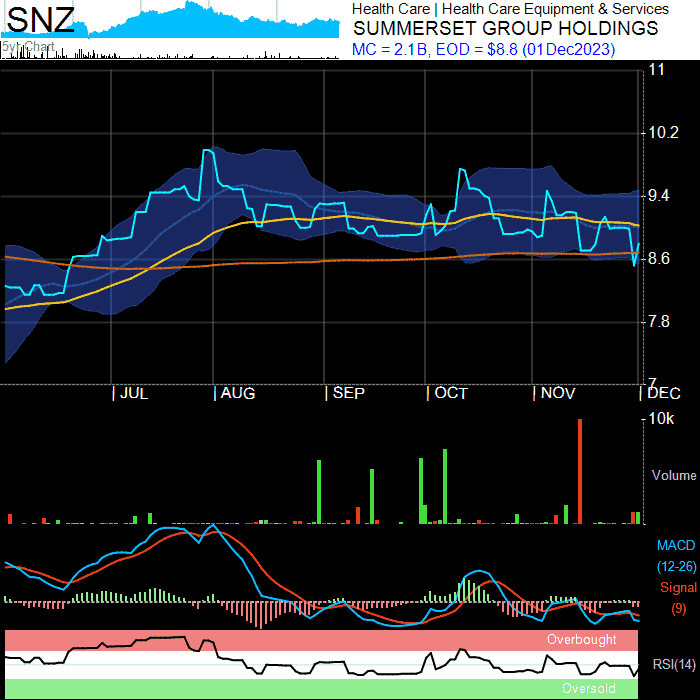 SNZ
5yr Chart
Health Care | Health Care Equipment & Services
SUMMERSET GROUP HOLDINGS
MC = 2.1B, EOD = $8.8 (01Dec2023)
11
10.2
9.4
8.6
7.8
7
JUL AUG SEP OCT NOV DEC
10k
Volume
MACD
(12-26)
Signal
(9)
Overbought
RSI(14)
Oversold